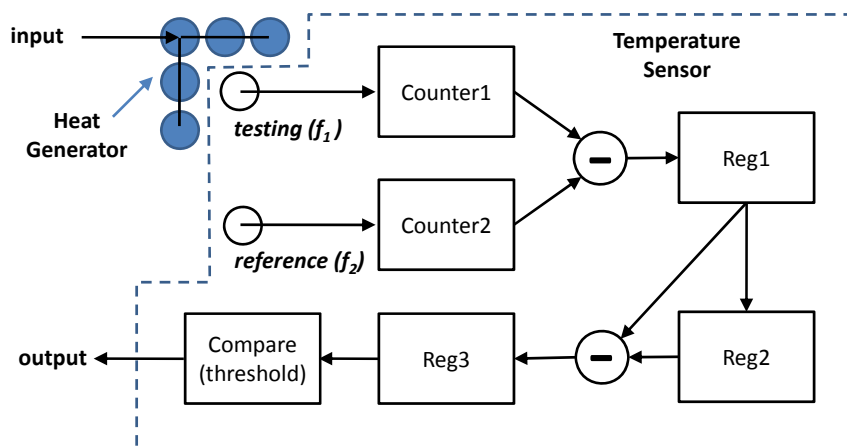 input
Temperature
Sensor
Counter1
Heat
Generator
testing (f1)
−
Reg1
Counter2
reference (f2)
output
Compare
(threshold)
Reg3
−
Reg2